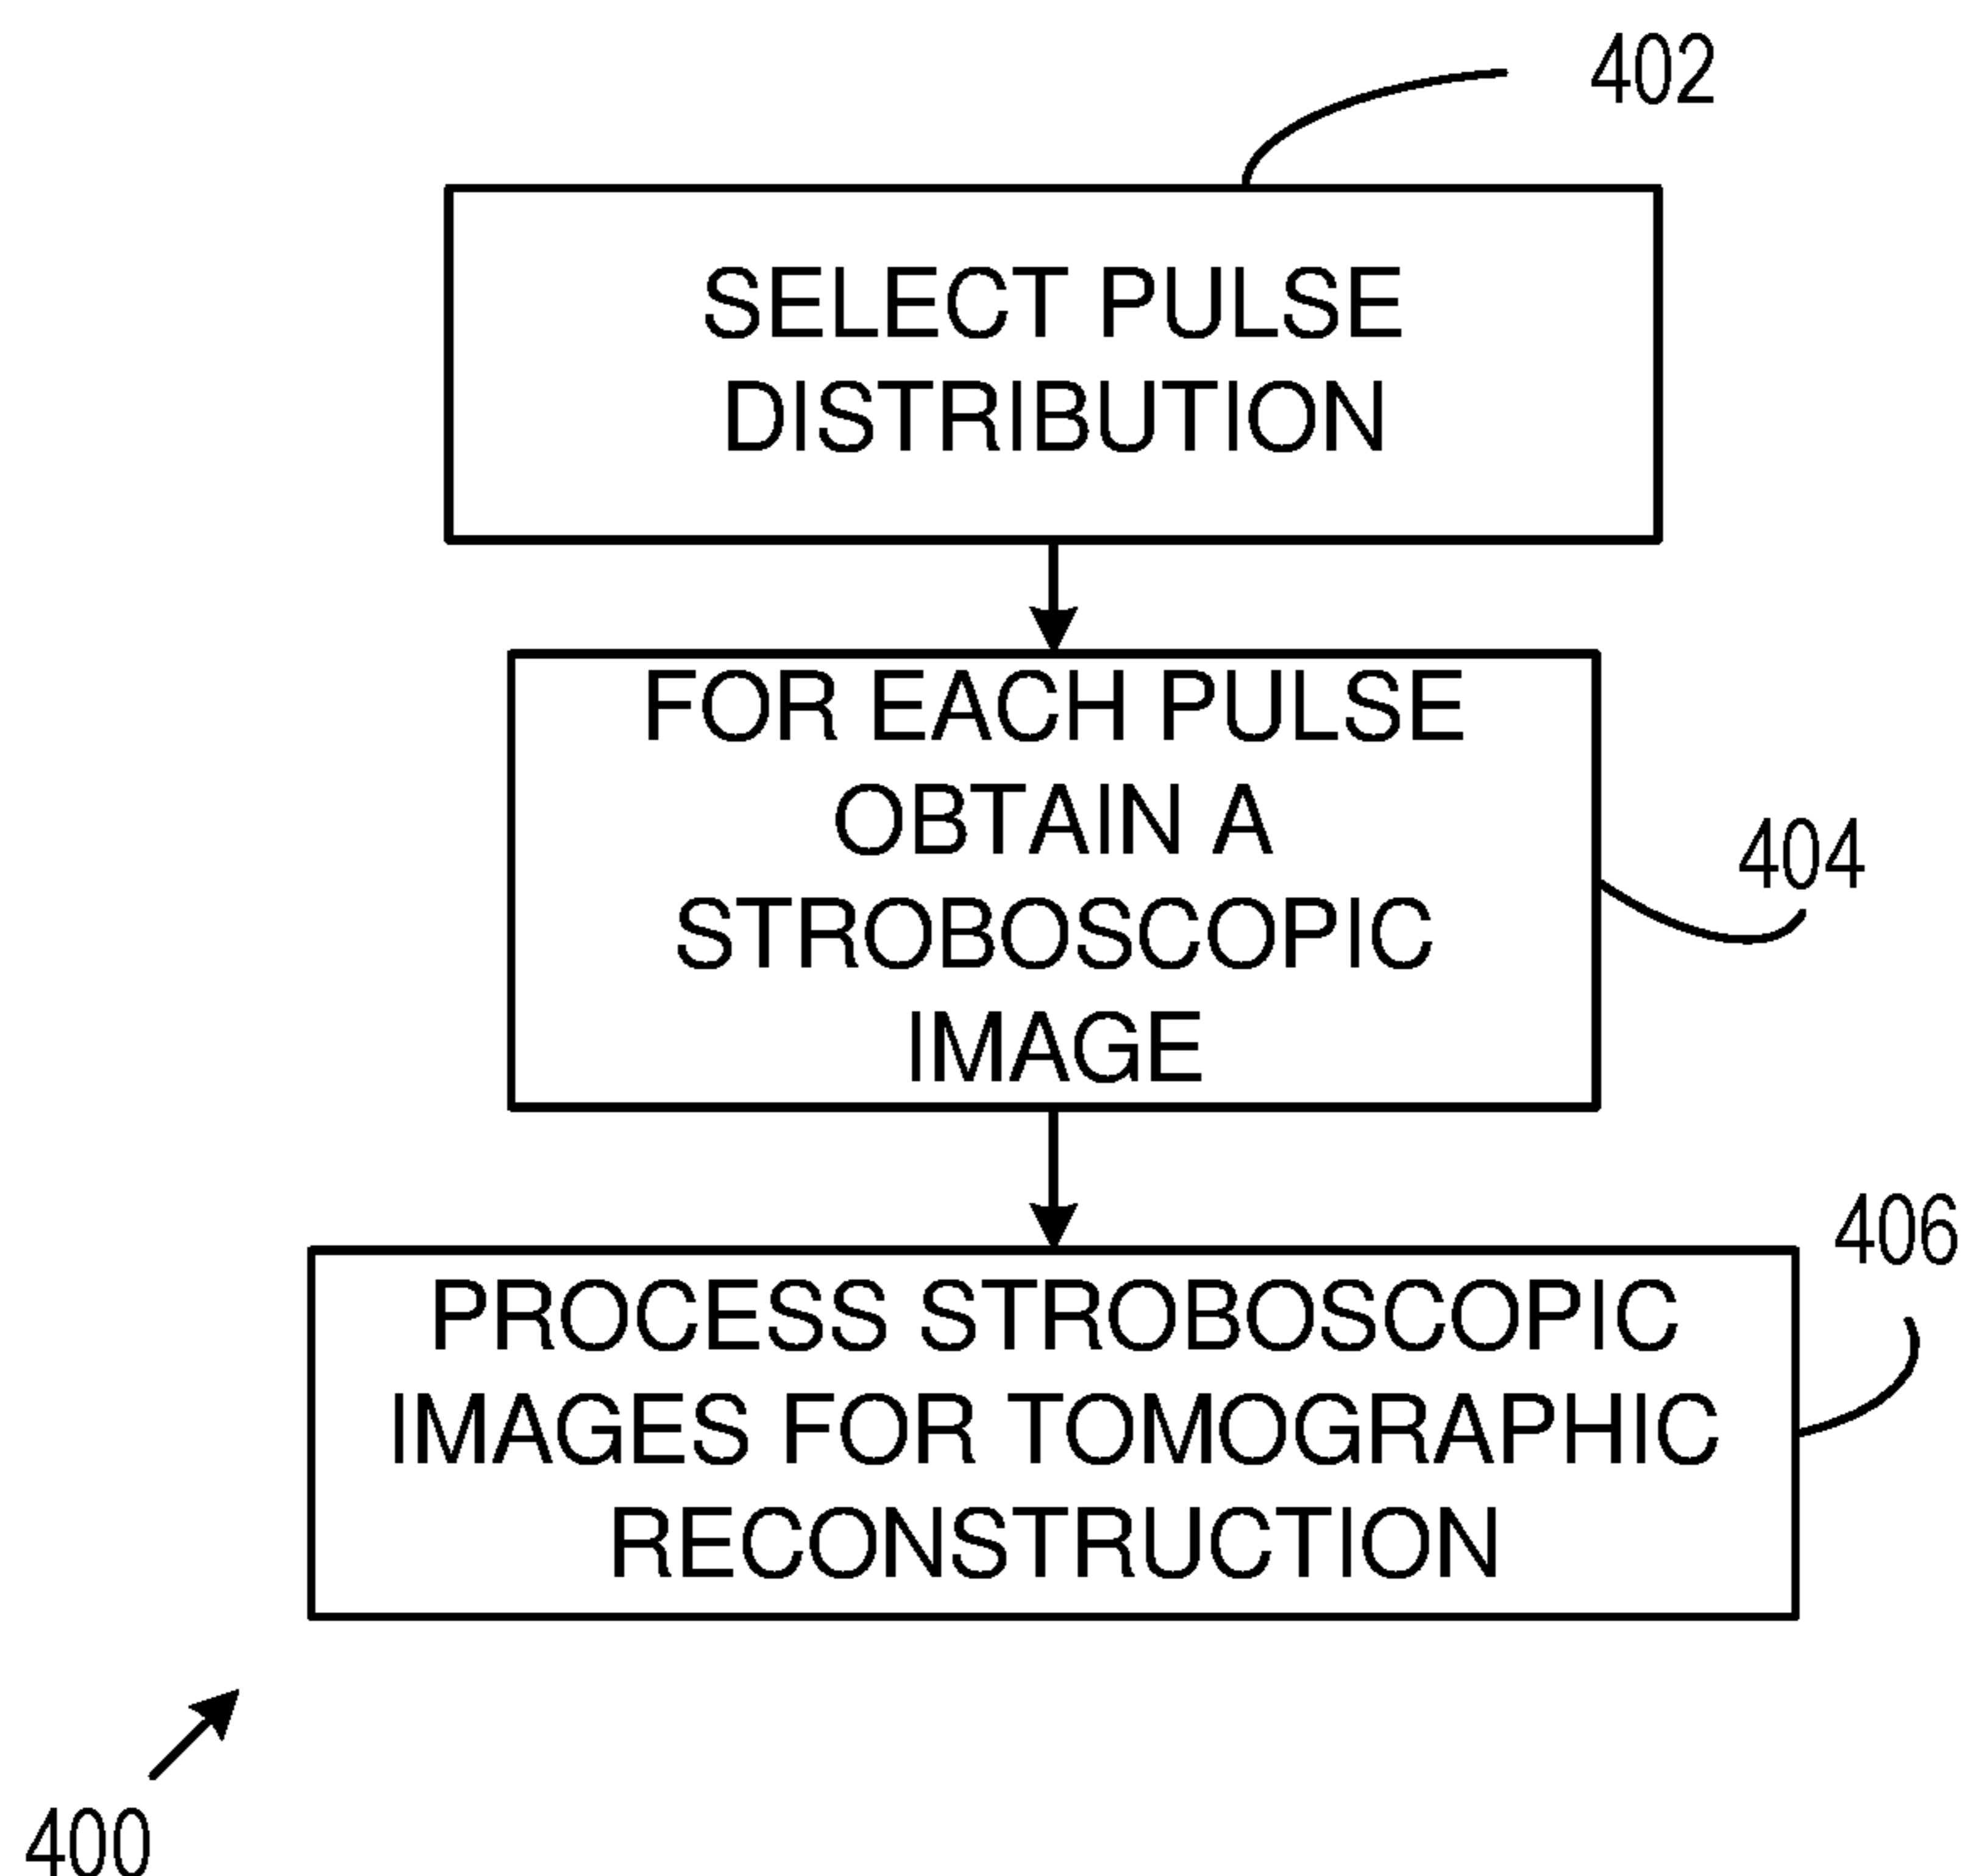 402
SELECT PULSE
DISTRIBUTION
FOR EACH PULSE
OBTAIN A
STROBOSCOPIC
IMAGE
404
406
PROCESS STROBOSCOPIC
IMAGES FOR TOMOGRAPHIC
RECONSTRUCTION
400